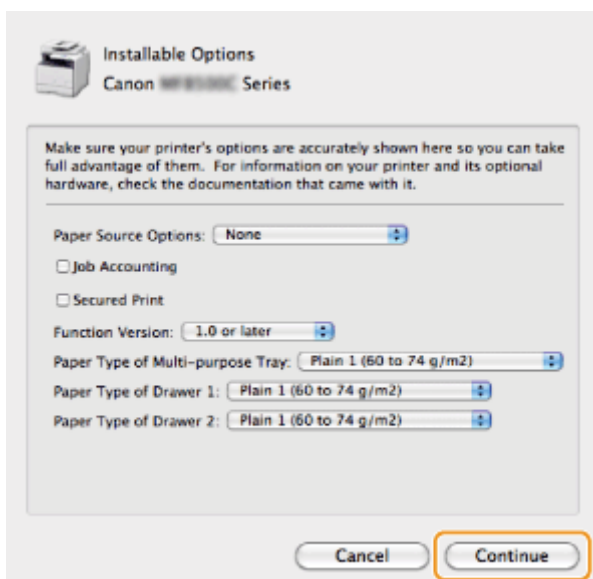 Installable Options
Canon Series
Make sure your printer's options are accurately shown here so you can take
full advantage of them. For information on your printer and its optional
hardware, check the documentation that came with it.
Paper Source Options: None
Job Accounting
Secured Print
Function Version: 1.0 or later
Paper Type of Multi-purpose Tray: Plain 1 (60 to 74 g/m2)
Paper Type of Drawer 1: Plain 1 (60 to 74 g/m2)
Paper Type of Drawer 2: Plain 1 (60 to 74 g/m2)
Cancel Continue